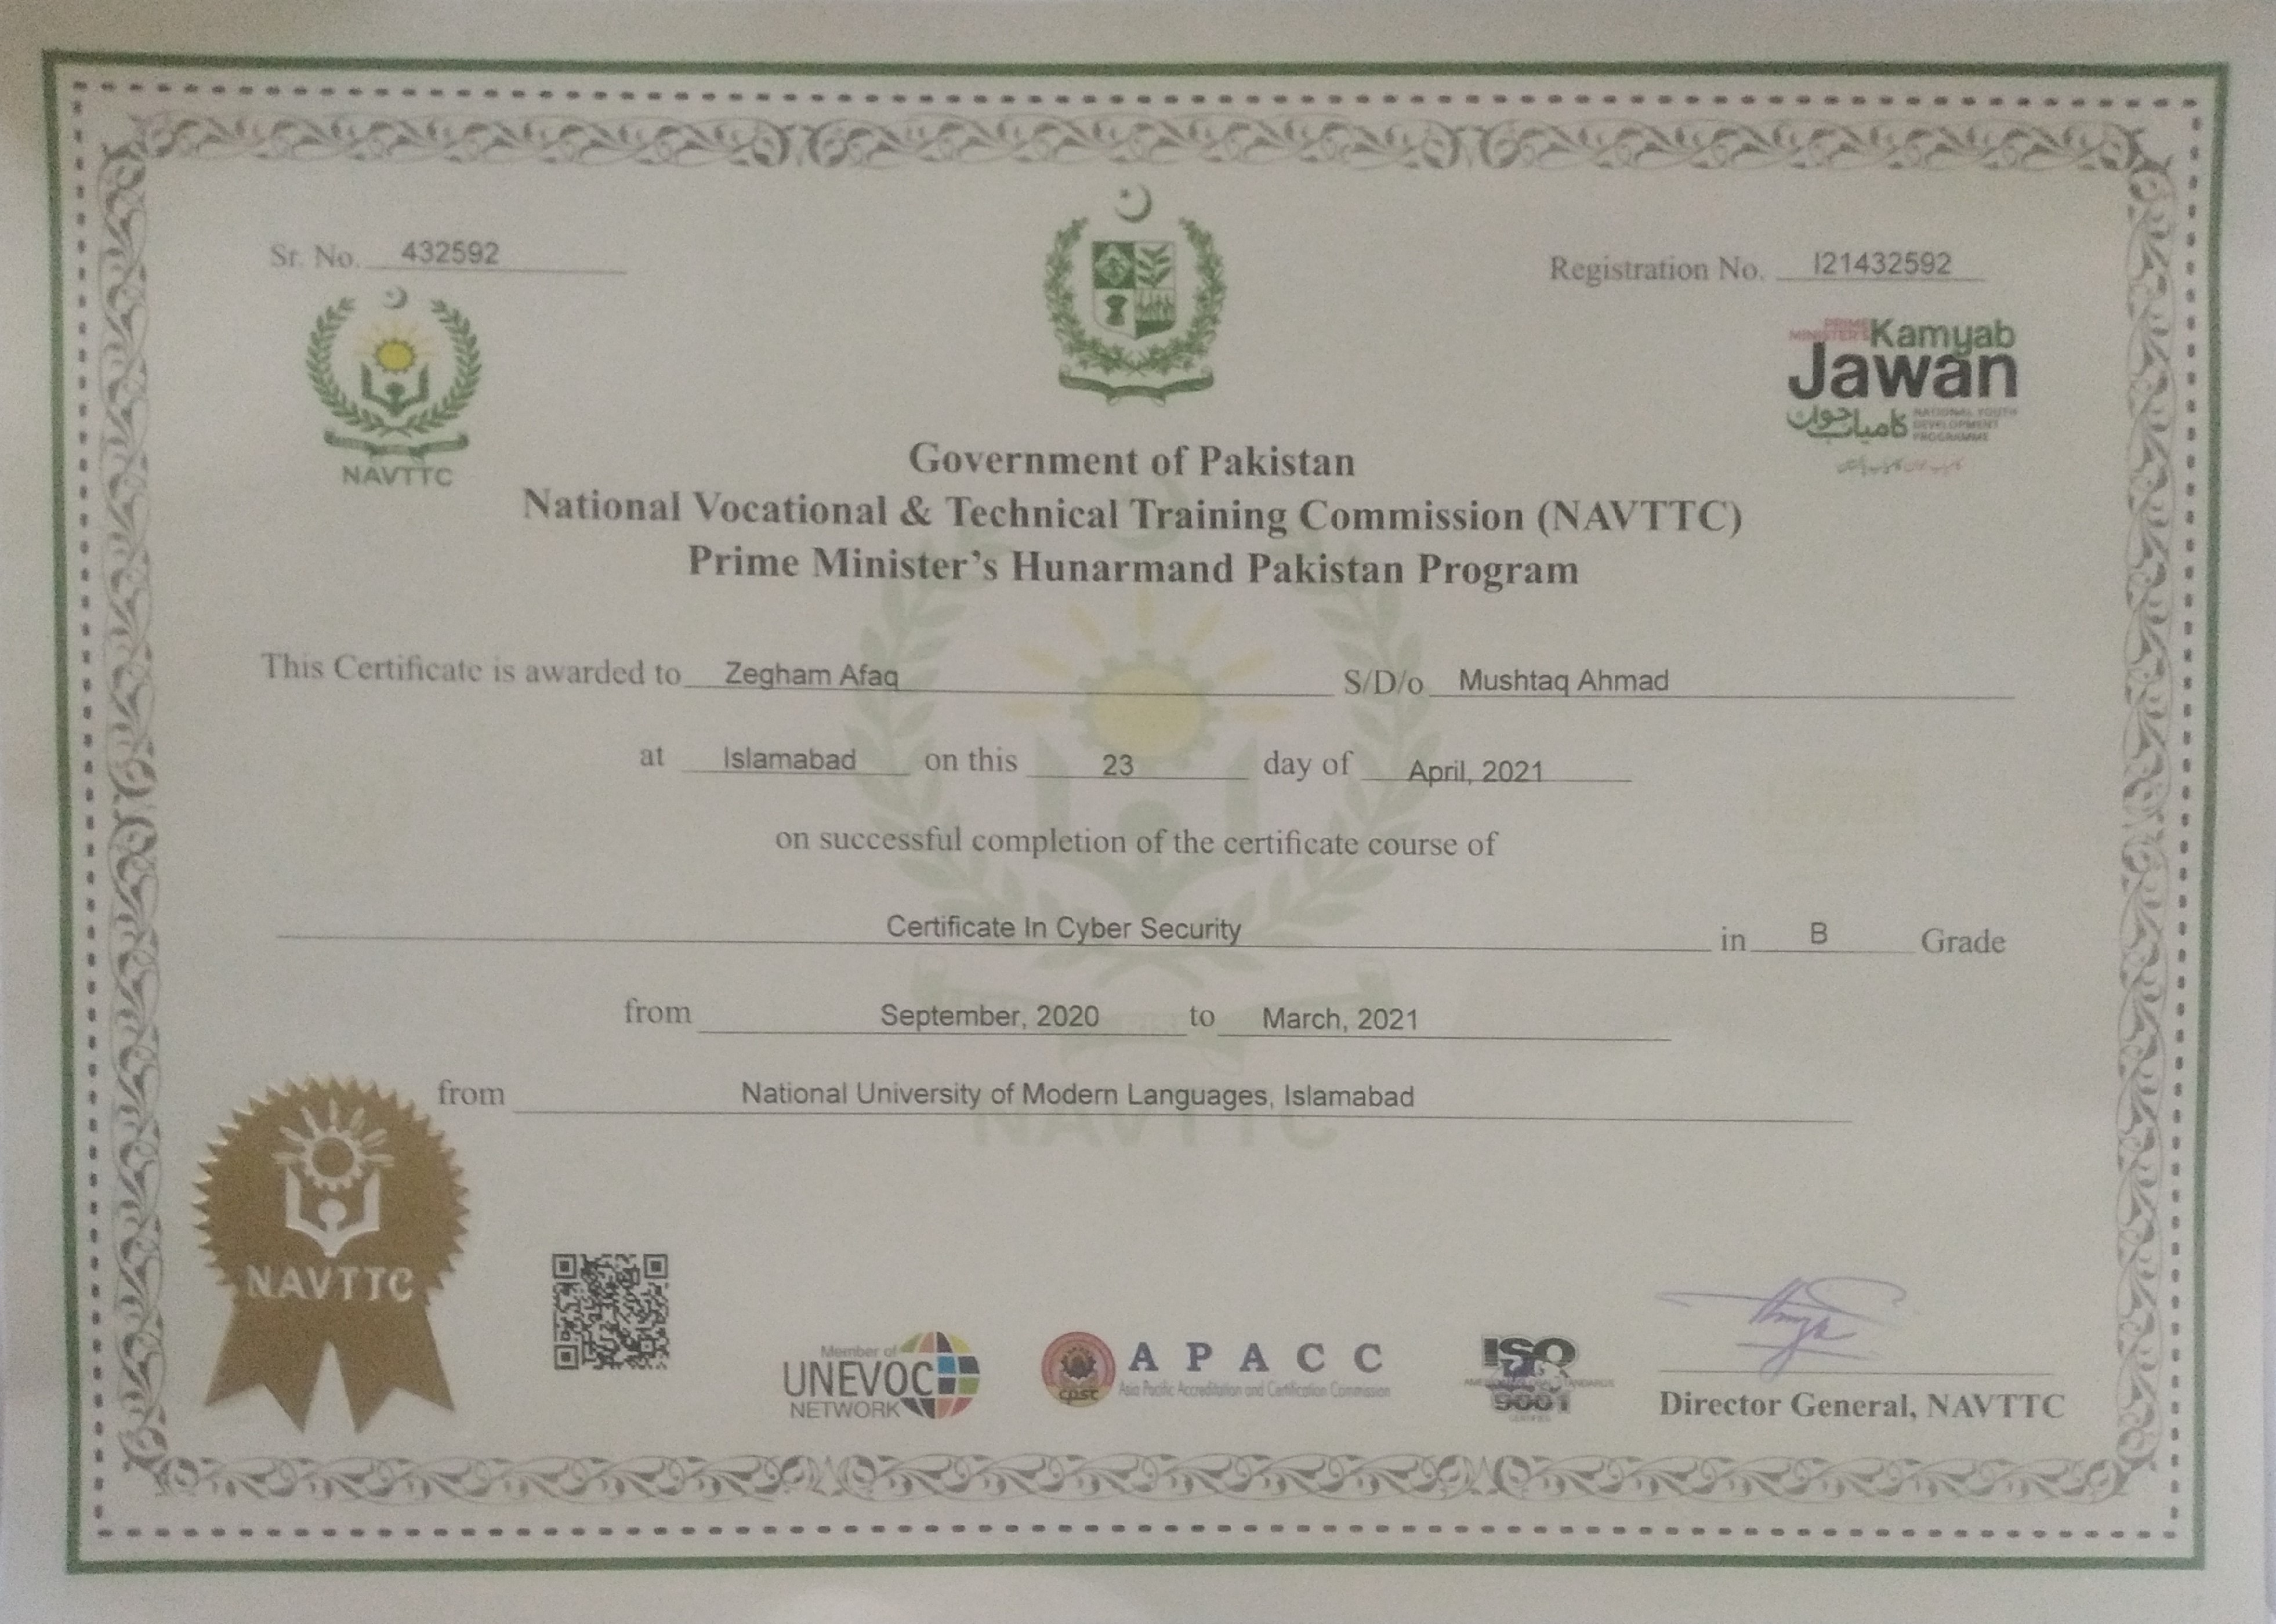 Sr. No. 432592
Registration No. I21432592
NAVTTC
PRIME MINISTER'S Kamyab
Jawan
کامیاب جوان
NATIONAL YOUTH
DEVELOPMENT
PROGRAMME
Government of Pakistan
National Vocational & Technical Training Commission (NAVTTC)
Prime Minister’s Hunarmand Pakistan Program
This Certificate is awarded to Zegham Afaq S/D/o Mushtaq Ahmad
at Islamabad on this 23 day of April, 2021
on successful completion of the certificate course of
Certificate In Cyber Security in B Grade
from September, 2020 to March, 2021
from National University of Modern Languages, Islamabad
NAVTTC
NAVTTC
Member of
UNEVOC
NETWORK
cpsc
APACC
Asia Pacific Accreditation and Certification Commission
ISO
9001
Director General, NAVTTC